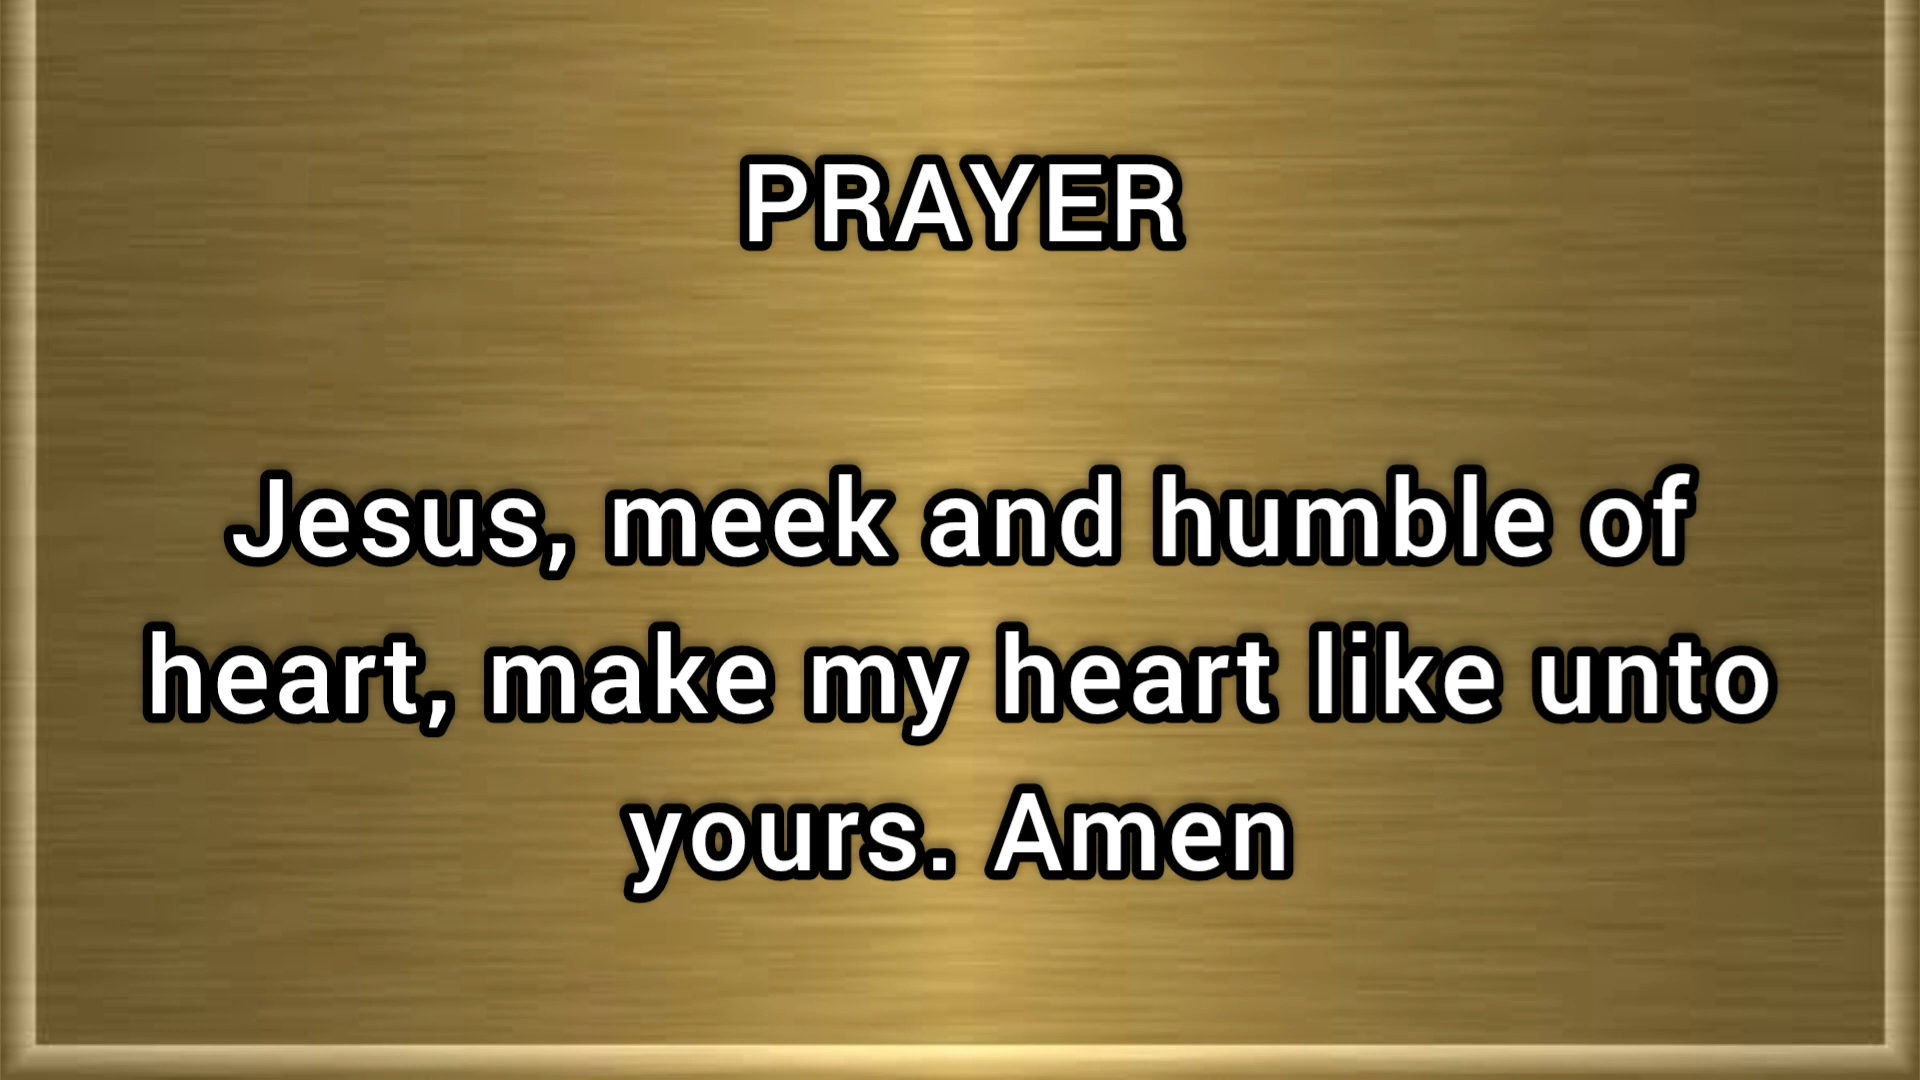 PRAYER
Jesus, meek and humble of
heart, make my heart like unto
yours. Amen